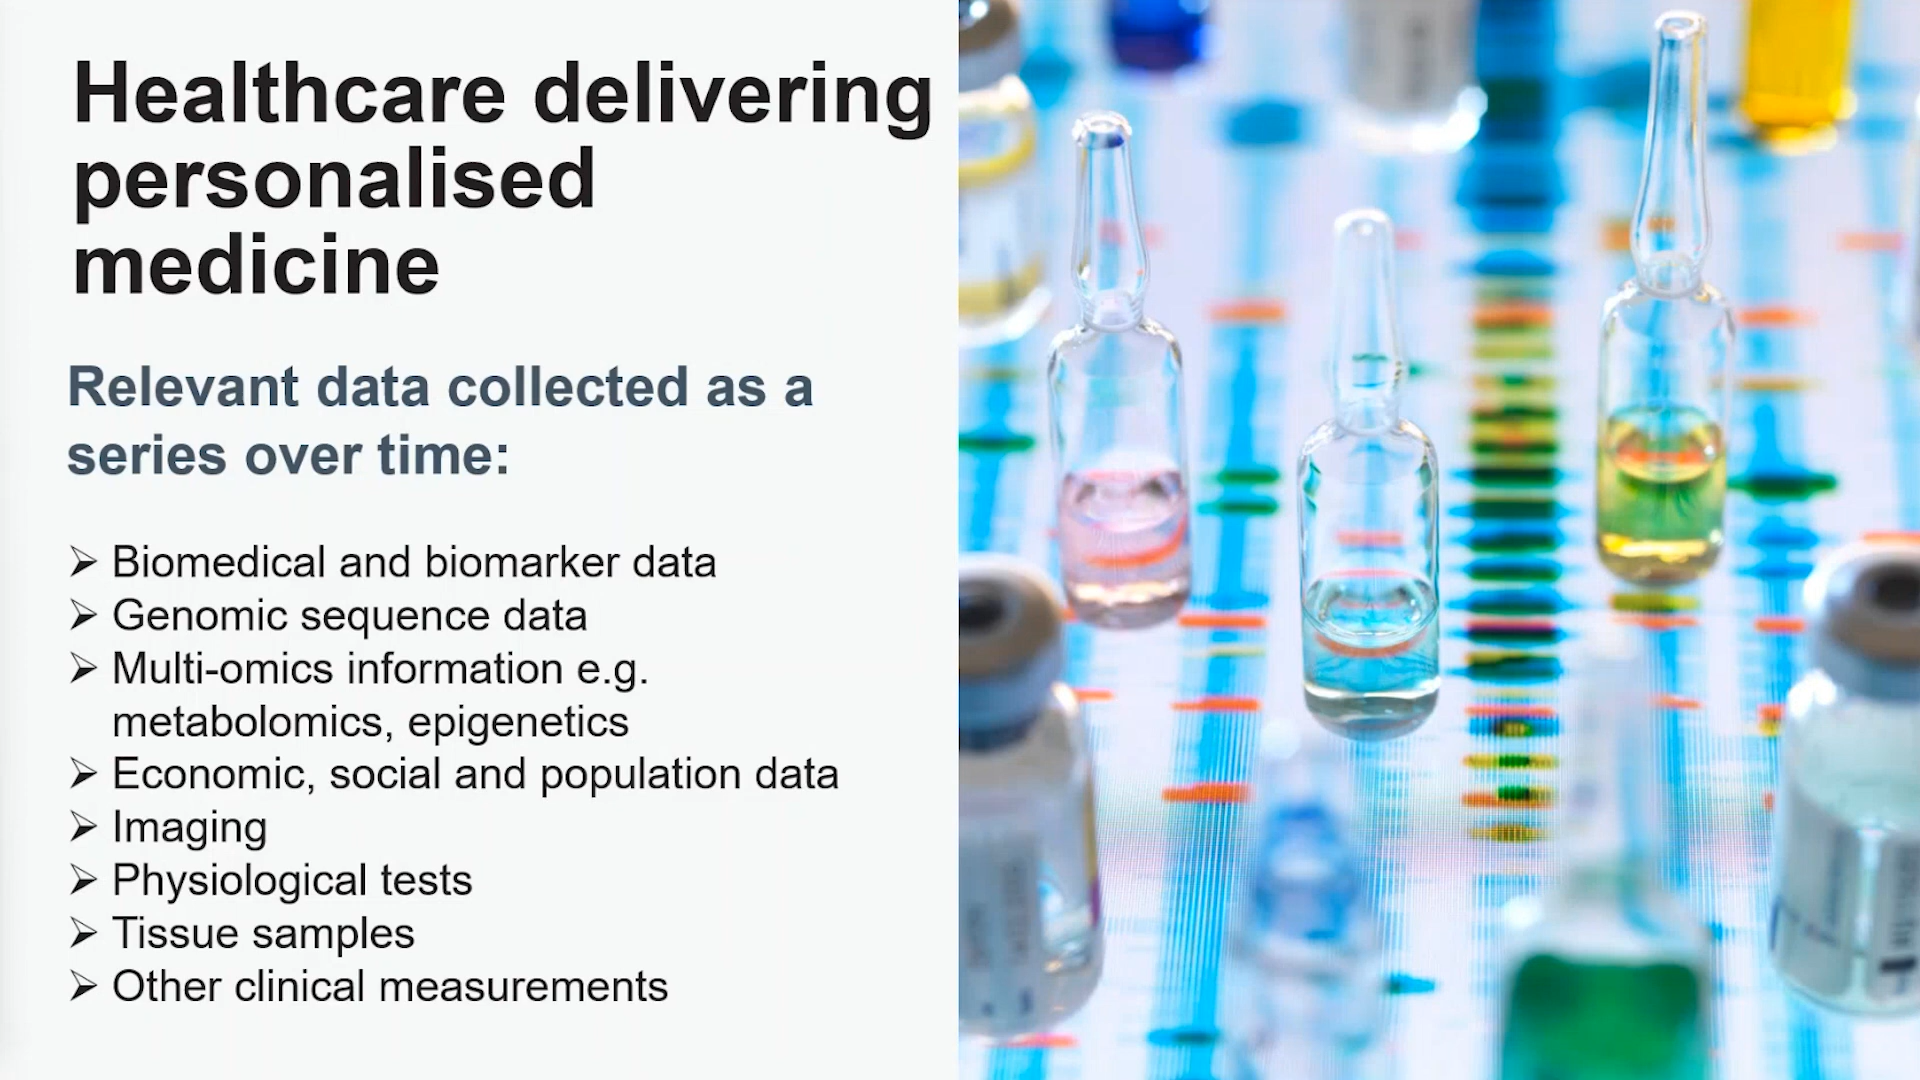 Healthcare delivering
personalised
medicine
Relevant data collected as a
series over time:
➢ Biomedical and biomarker data
➢ Genomic sequence data
➢ Multi-omics information e.g.
metabolomics, epigenetics
➢ Economic, social and population data
➢ Imaging
➢ Physiological tests
➢ Tissue samples
➢ Other clinical measurements